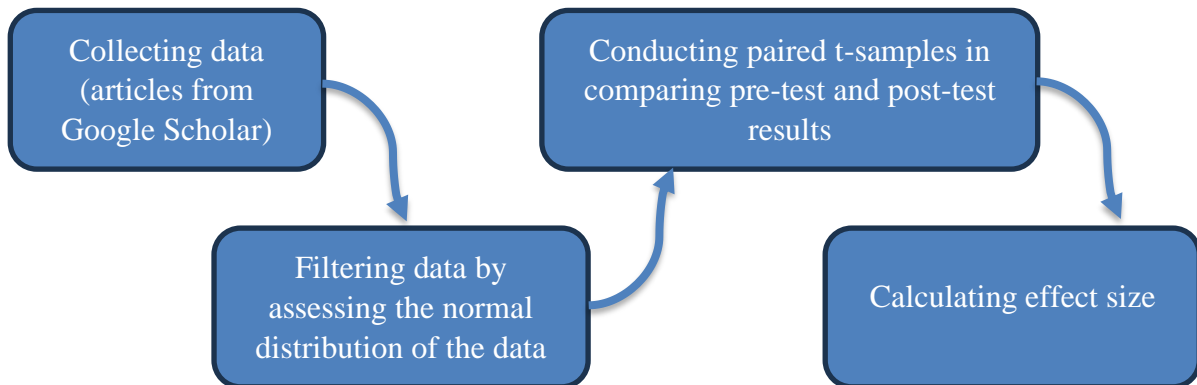 Collecting data
(articles from
Google Scholar)
Filtering data by
assessing the normal
distribution of the data
Conducting paired t-samples in
comparing pre-test and post-test
results
Calculating effect size